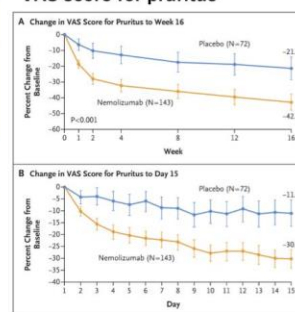 VAS score for pruritus
A Change in VAS Score for Pruritus to Week 16
Percent Change from Baseline
0
-10
-20
-30
-40
-50
-60
Placebo (N=72)
-21.
Nemolizumab (N=143)
-42.
P<0.001
0 1 2 4 8 12 16
Week
B Change in VAS Score for Pruritus to Day 15
Percent Change from Baseline
0
-5
-10
-15
-20
-25
-30
-35
-40
Placebo (N=72)
-11.
Nemolizumab (N=143)
-30.
1 2 3 4 5 6 7 8 9 10 11 12 13 14 15
Day